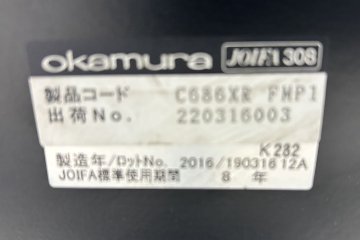 okamura JOIFA 308
製品コード C686XR FMP1
出荷No. 220316003
K282
製造年/ロットNo. 2016/190316 12A
JOIFA標準使用期間 8 年